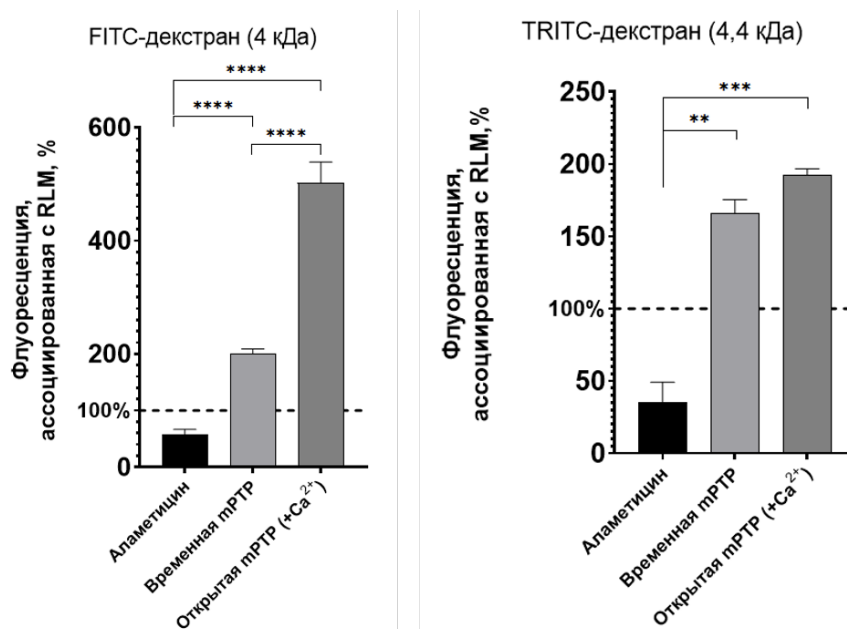 FITC-декстран (4 кДа)
Флуоресценция,
ассоциированная с RLM, %
****
****
****
600
400
200
100%
0
Аламетицин
Временная mPTP
Открытая mPTP (+Ca²⁺)
TRITC-декстран (4,4 кДа)
Флуоресценция,
ассоциированная с RLM,%
***
**
250
200
150
100%
50
0
Аламетицин
Временная mPTP
Открытая mPTP (+Ca²⁺)